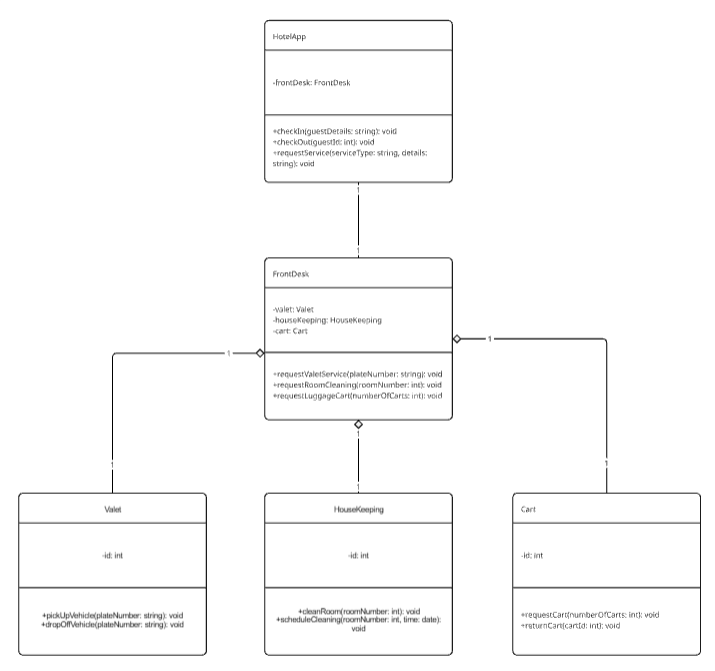 HotelApp
-frontDesk: FrontDesk
+checkIn(guestDetails: string): void
+checkOut(guestId: int): void
+requestService(serviceType: string, details:
string): void
1
1
FrontDesk
-valet: Valet
-houseKeeping: HouseKeeping
-cart: Cart
1
1
+requestValetService(plateNumber: string): void
+requestRoomCleaning(roomNumber: int): void
+requestLuggageCart(numberOfCarts: int): void
1
1
1
1
Valet
-id: int
+pickUpVehicle(plateNumber: string): void
+dropOffVehicle(plateNumber: string): void
HouseKeeping
-id: int
+cleanRoom(roomNumber: int): void
+scheduleCleaning(roomNumber: int, time: date):
void
Cart
-id: int
+requestCart(numberOfCarts: int): void
+returnCart(cartId: int): void